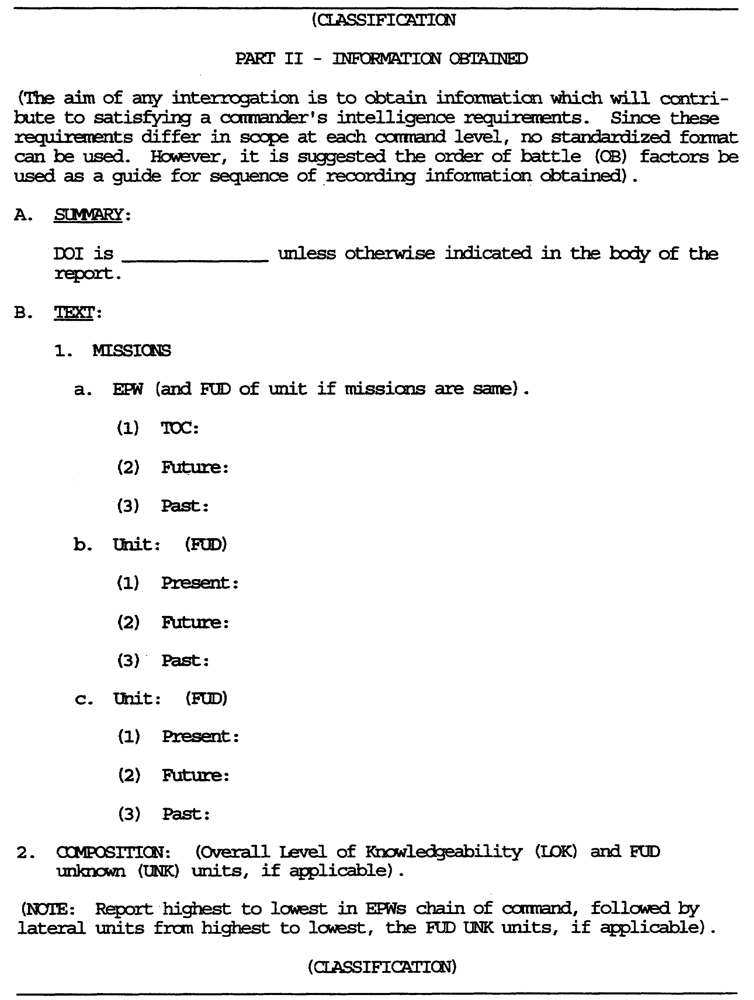 (CLASSIFICATION
PART II - INFORMATION OBTAINED
(The aim of any interrogation is to obtain information which will contri-
bute to satisfying a commander's intelligence requirements. Since these
requirements differ in scope at each command level, no standardized format
can be used. However, it is suggested the order of battle (OB) factors be
used as a guide for sequence of recording information obtained).
A. SUMMARY:
DOI is _______________ unless otherwise indicated in the body of the
report.
B. TEXT:
1. MISSIONS
a. EPW (and FUD of unit if missions are same).
(1) TOC:
(2) Future:
(3) Past:
b. Unit: (FUD)
(1) Present:
(2) Future:
(3) Past:
c. Unit: (FUD)
(1) Present:
(2) Future:
(3) Past:
2. COMPOSITION: (Overall Level of Knowledgeability (LOK) and FUD
unknown (UNK) units, if applicable).
(NOTE: Report highest to lowest in EPWs chain of command, followed by
lateral units from highest to lowest, the FUD UNK units, if applicable).
(CLASSIFICATION)